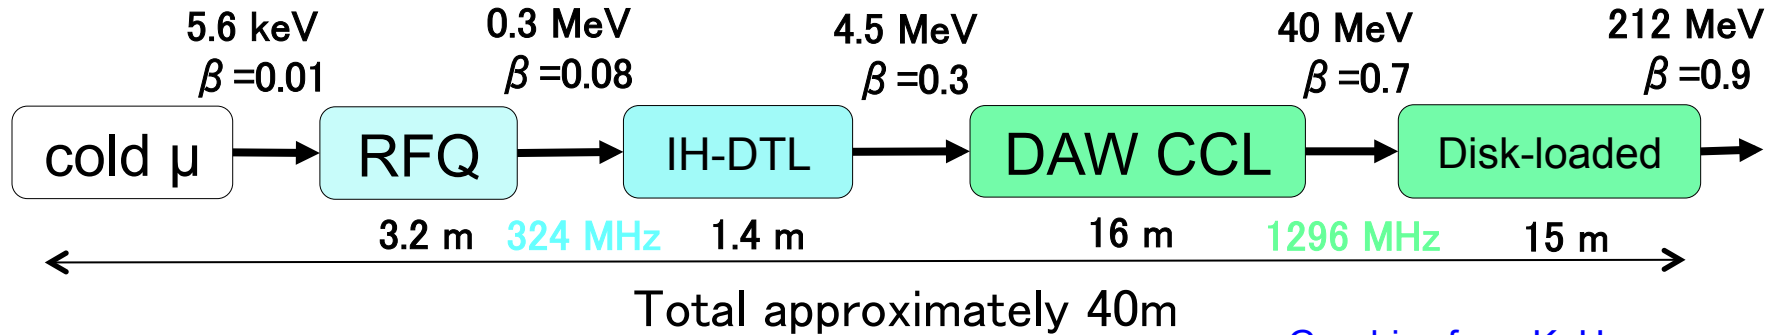 5.6 keV
β=0.01
0.3 MeV
β=0.08
4.5 MeV
β=0.3
40 MeV
β=0.7
212 MeV
β=0.9
cold μ
RFQ
IH-DTL
DAW CCL
Disk-loaded
3.2 m
324 MHz
1.4 m
16 m
1296 MHz
15 m
Total approximately 40m